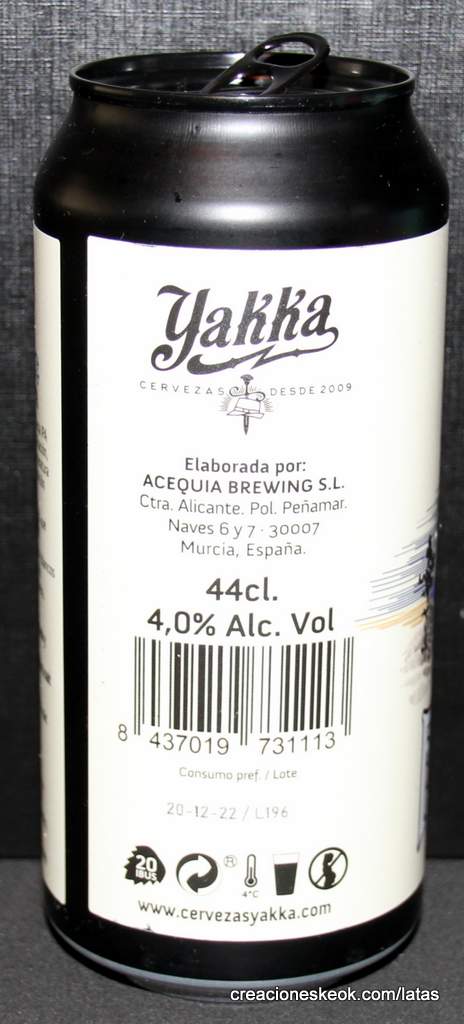 Yakka
CERVEZAS DESDE 2009
Elaborada por:
ACEQUIA BREWING S.L.
Ctra. Alicante. Pol. Peñamar.
Naves 6 y 7 · 30007
Murcia, España.
44cl.
4,0% Alc. Vol
8 437019 731113
Consumo pref. / Lote
20-12-22 / L196
20 IBUS
®
4°C
www.cervezasyakka.com
creacioneskeok.com/latas